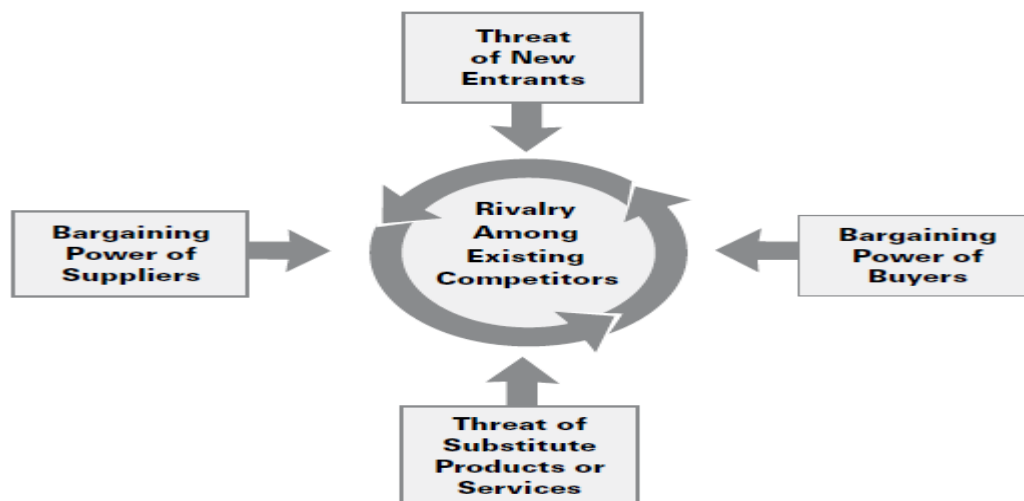 Threat
of New
Entrants
Bargaining
Power of
Suppliers
Rivalry
Among
Existing
Competitors
Bargaining
Power of
Buyers
Threat of
Substitute
Products or
Services